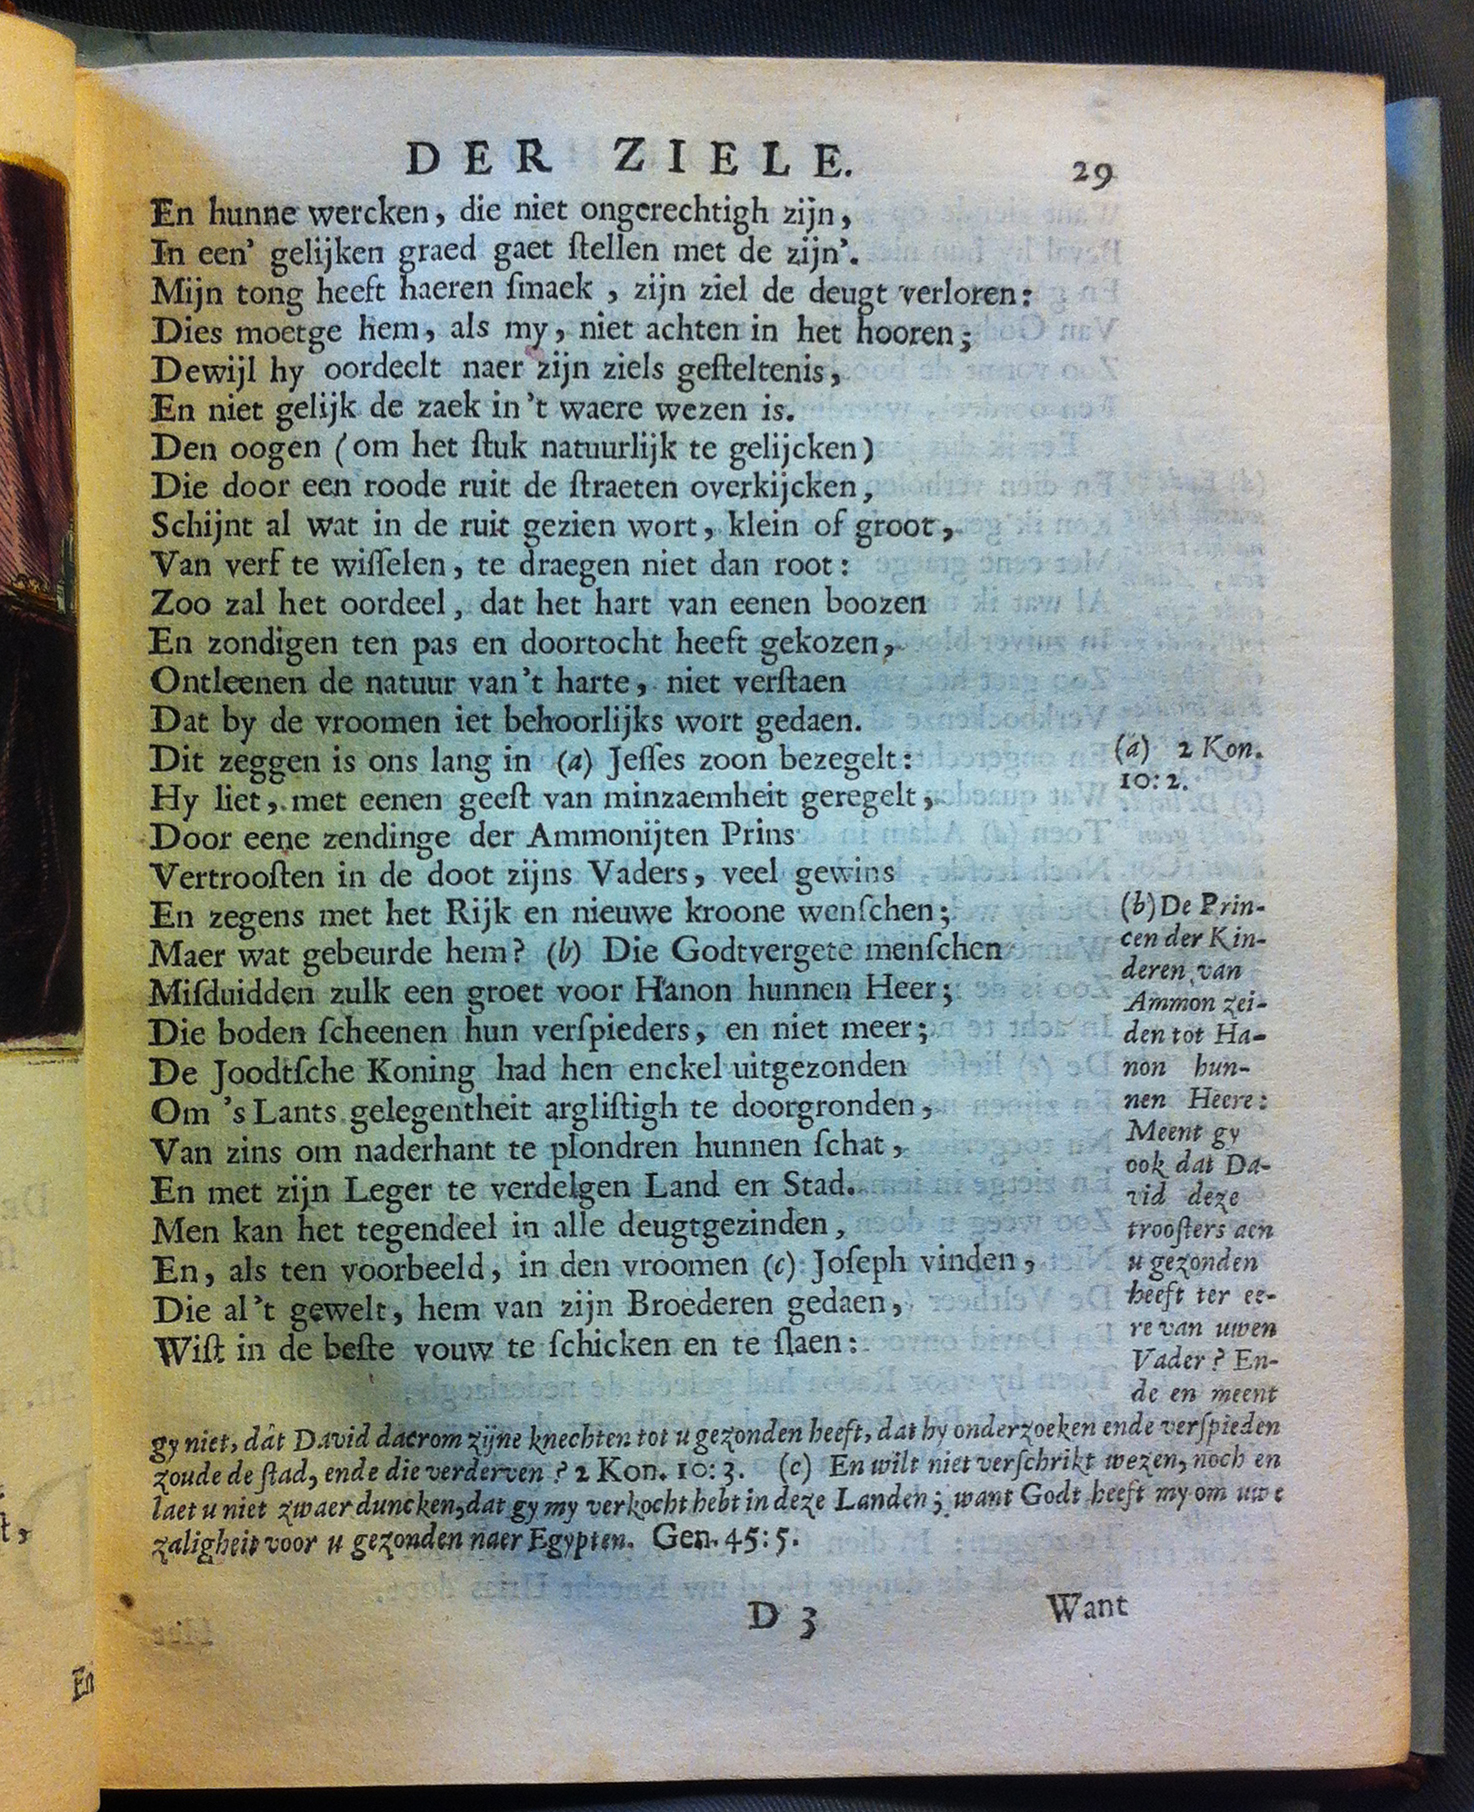 DER ZIELE. 29
En hunne wercken, die niet ongerechtigh zijn,
In een' gelijken graed gaet ſtellen met de zijn'.
Mijn tong heeft haeren ſmaek, zijn ziel de deugt verloren:
Dies moetge hem, als my, niet achten in het hooren;
Dewijl hy oordeelt naer zijn ziels geſteltenis,
En niet gelijk de zaek in 't waere wezen is.
Den oogen (om het ſtuk natuurlijk te gelijcken)
Die door een roode ruit de ſtraeten overkijcken,
Schijnt al wat in de ruit gezien wort, klein of groot,
Van verf te wiſſelen, te draegen niet dan root:
Zoo zal het oordeel, dat het hart van eenen boozen
En zondigen ten pas en doortocht heeft gekozen,
Ontleenen de natuur van 't harte, niet verſtaen
Dat by de vroomen iet behoorlijks wort gedaen.
Dit zeggen is ons lang in (a) Jeſſes zoon bezegelt:
Hy liet, met eenen geeſt van minzaemheit geregelt,
Door eene zendinge der Ammonijten Prins
Vertrooſten in de doot zijns Vaders, veel gewins
En zegens met het Rijk en nieuwe kroone wenſchen;
Maer wat gebeurde hem? (b) Die Godtvergete menſchen
Miſduidden zulk een groet voor Hanon hunnen Heer;
Die boden ſcheenen hun verſpieders, en niet meer;
De Joodtſche Koning had hen enckel uitgezonden
Om 's Lants gelegentheit argliſtigh te doorgronden,
Van zins om naderhant te plondren hunnen ſchat,
En met zijn Leger te verdelgen Land en Stad.
Men kan het tegendeel in alle deugtgezinden,
En, als ten voorbeeld, in den vroomen (c) Joſeph vinden,
Die al 't gewelt, hem van zijn Broederen gedaen,
Wiſt in de beſte vouw te ſchicken en te ſlaen:
(a) 2 Kon.
10:2.
(b) De Prin-
cen der Kin-
deren van
Ammon zei-
den tot Ha-
non hun-
nen Heere:
Meent gy
ook dat Da-
vid deze
trooſters aen
u gezonden
heeft ter ee-
re van uwen
Vader? En-
de en meent
gy niet, dat David daerom zijne knechten tot u gezonden heeft, dat hy onderzoeken ende verſpieden
zoude de ſtad, ende die verderven? 2 Kon. 10:3. (c) En wilt niet verſchrikt wezen, noch en
laet u niet zwaer duncken, dat gy my verkocht hebt in deze Landen; want Godt heeft my om uwe
zaligheit voor u gezonden naer Egypten. Gen. 45:5.
D 3 Want
En